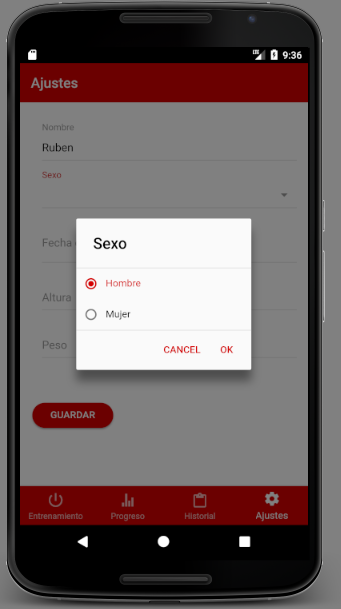 9:36
Ajustes
Nombre
Ruben
Sexo
Fecha
Sexo
Hombre
Altura
Mujer
Peso
CANCEL OK
GUARDAR
Entrenamiento Progreso Historial Ajustes